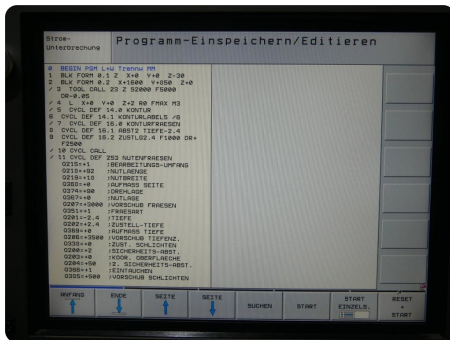 Strom-
Unterbrechung
Programm-Einspeichern/Editieren
0 BEGIN PGM L+W Trennw MM
1 BLK FORM 0.1 Z X+0 Y+0 Z-30
2 BLK FORM 0.2 X+1600 Y+050 Z+0
/ 3 TOOL CALL 23 Z S2000 F5000
DR-0.05
/ 4 L X+0 Y+0 Z+2 R0 FMAX M3
/ 5 CYCL DEF 14.0 KONTUR
6 CYCL DEF 14.1 KONTURLABEL5 /6
/ 7 CYCL DEF 16.0 KONTURFRAESEN
8 CYCL DEF 16.1 ABST2 TIEFE-2.4
9 CYCL DEF 16.2 ZUSTLG2.4 F1000 DR+
F2500
/ 10 CYCL CALL
/ 11 CYCL DEF 253 NUTENFRAESEN
Q215=+1 ;BEARBEITUNGS-UMFANG
Q218=+92 ;NUTLAENGE
Q219=+10 ;NUTBREITE
Q368=+0 ;AUFMASS SEITE
Q374=+90 ;DREHLAGE
Q367=+0 ;NUTLAGE
Q207=+3000 ;VORSCHUB FRAESEN
Q351=+1 ;FRAESART
Q201=-2.4 ;TIEFE
Q202=+2.4 ;ZUSTELL-TIEFE
Q369=+0 ;AUFMASS TIEFE
Q206=+3500 ;VORSCHUB TIEFENZ.
Q338=+0 ;ZUST. SCHLICHTEN
Q200=+2 ;SICHERHEITS-ABST.
Q203=+0 ;KOOR. OBERFLAECHE
Q204=+50 ;2. SICHERHEITS-ABST.
Q366=+1 ;EINTAUCHEN
Q385=+500 ;VORSCHUB SCHLICHTEN
ANFANG ENDE SEITE SEITE SUCHEN START START
EINZELS. RESET
+
START